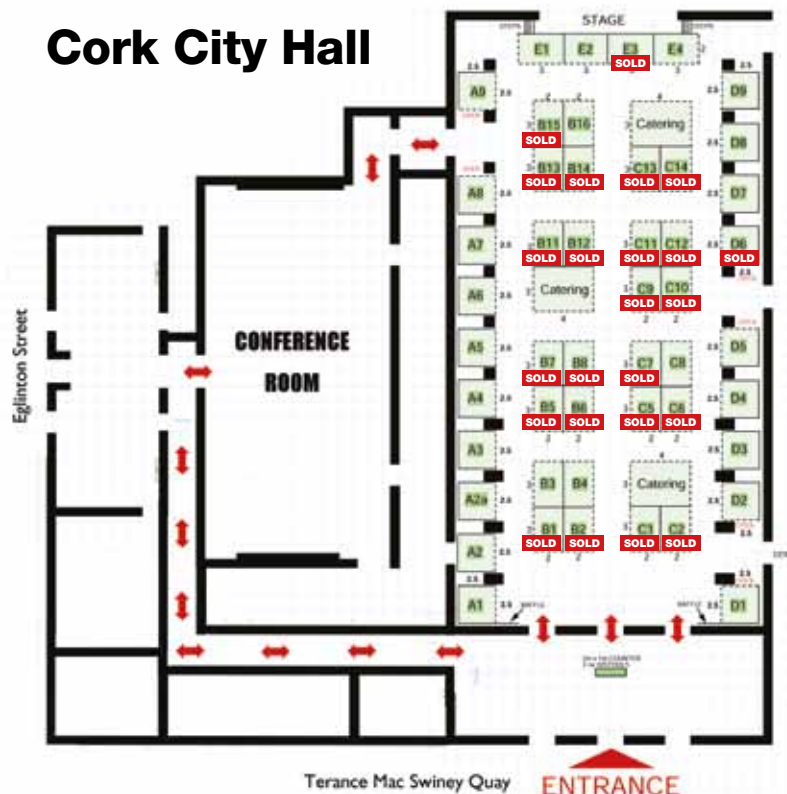 Cork City Hall
STAGE
E1 E2 E3 E4
SOLD
A9
D9
B15 B16 Catering
SOLD
D8
B13 B14 C13 C14
SOLD SOLD SOLD SOLD
A8
D7
A7
B11 B12 C11 C12 D6
SOLD SOLD SOLD SOLD SOLD
A6
Catering C9 C10
SOLD SOLD
Eglinton Street
CONFERENCE
ROOM
A5
D5
B7 B8 C7 C8
SOLD SOLD SOLD
A4
D4
B5 B6 C5 C6
SOLD SOLD SOLD SOLD
A3
D3
B3 B4 Catering
A2a
D2
B1 B2 C1 C2
SOLD SOLD SOLD SOLD
A2
A1
D1
Terance Mac Swiney Quay
ENTRANCE